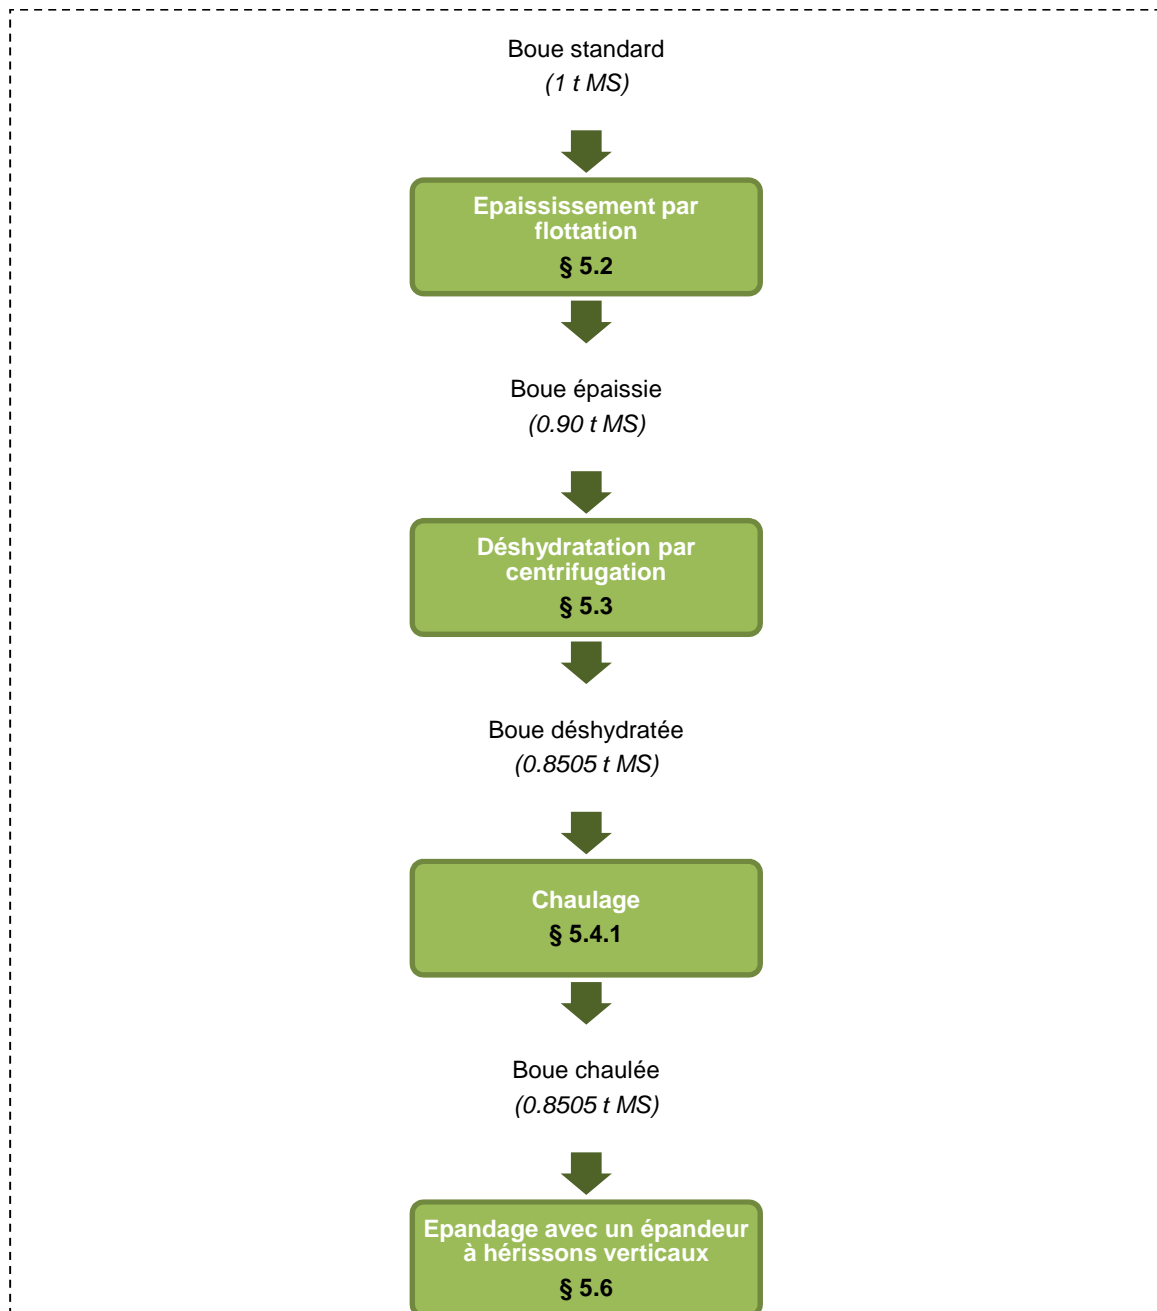 Boue standard
(1 t MS)
Epaississement par
flottation
§ 5.2
Boue épaissie
(0.90 t MS)
Déshydratation par
centrifugation
§ 5.3
Boue déshydratée
(0.8505 t MS)
Chaulage
§ 5.4.1
Boue chaulée
(0.8505 t MS)
Epandage avec un épandeur
à hérissons verticaux
§ 5.6